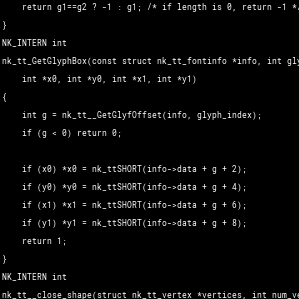 return g1==g2 ? -1 : g1; /* if length is 0, return -1 *
}
NK_INTERN int
nk_tt_GetGlyphBox(const struct nk_tt_fontinfo *info, int gly
int *x0, int *y0, int *x1, int *y1)
{
int g = nk_tt__GetGlyfOffset(info, glyph_index);
if (g < 0) return 0;
if (x0) *x0 = nk_ttSHORT(info->data + g + 2);
if (y0) *y0 = nk_ttSHORT(info->data + g + 4);
if (x1) *x1 = nk_ttSHORT(info->data + g + 6);
if (y1) *y1 = nk_ttSHORT(info->data + g + 8);
return 1;
}
NK_INTERN int
nk_tt__close_shape(struct nk_tt_vertex *vertices, int num_ve